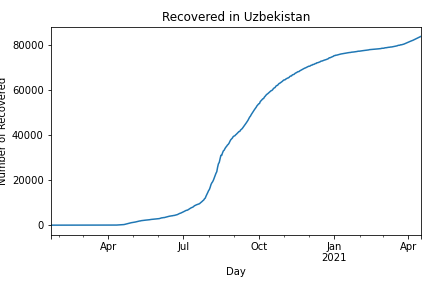 Recovered in Uzbekistan
Number of Recovered
80000
60000
40000
20000
0
Apr
Jul
Oct
Jan
2021
Apr
Day